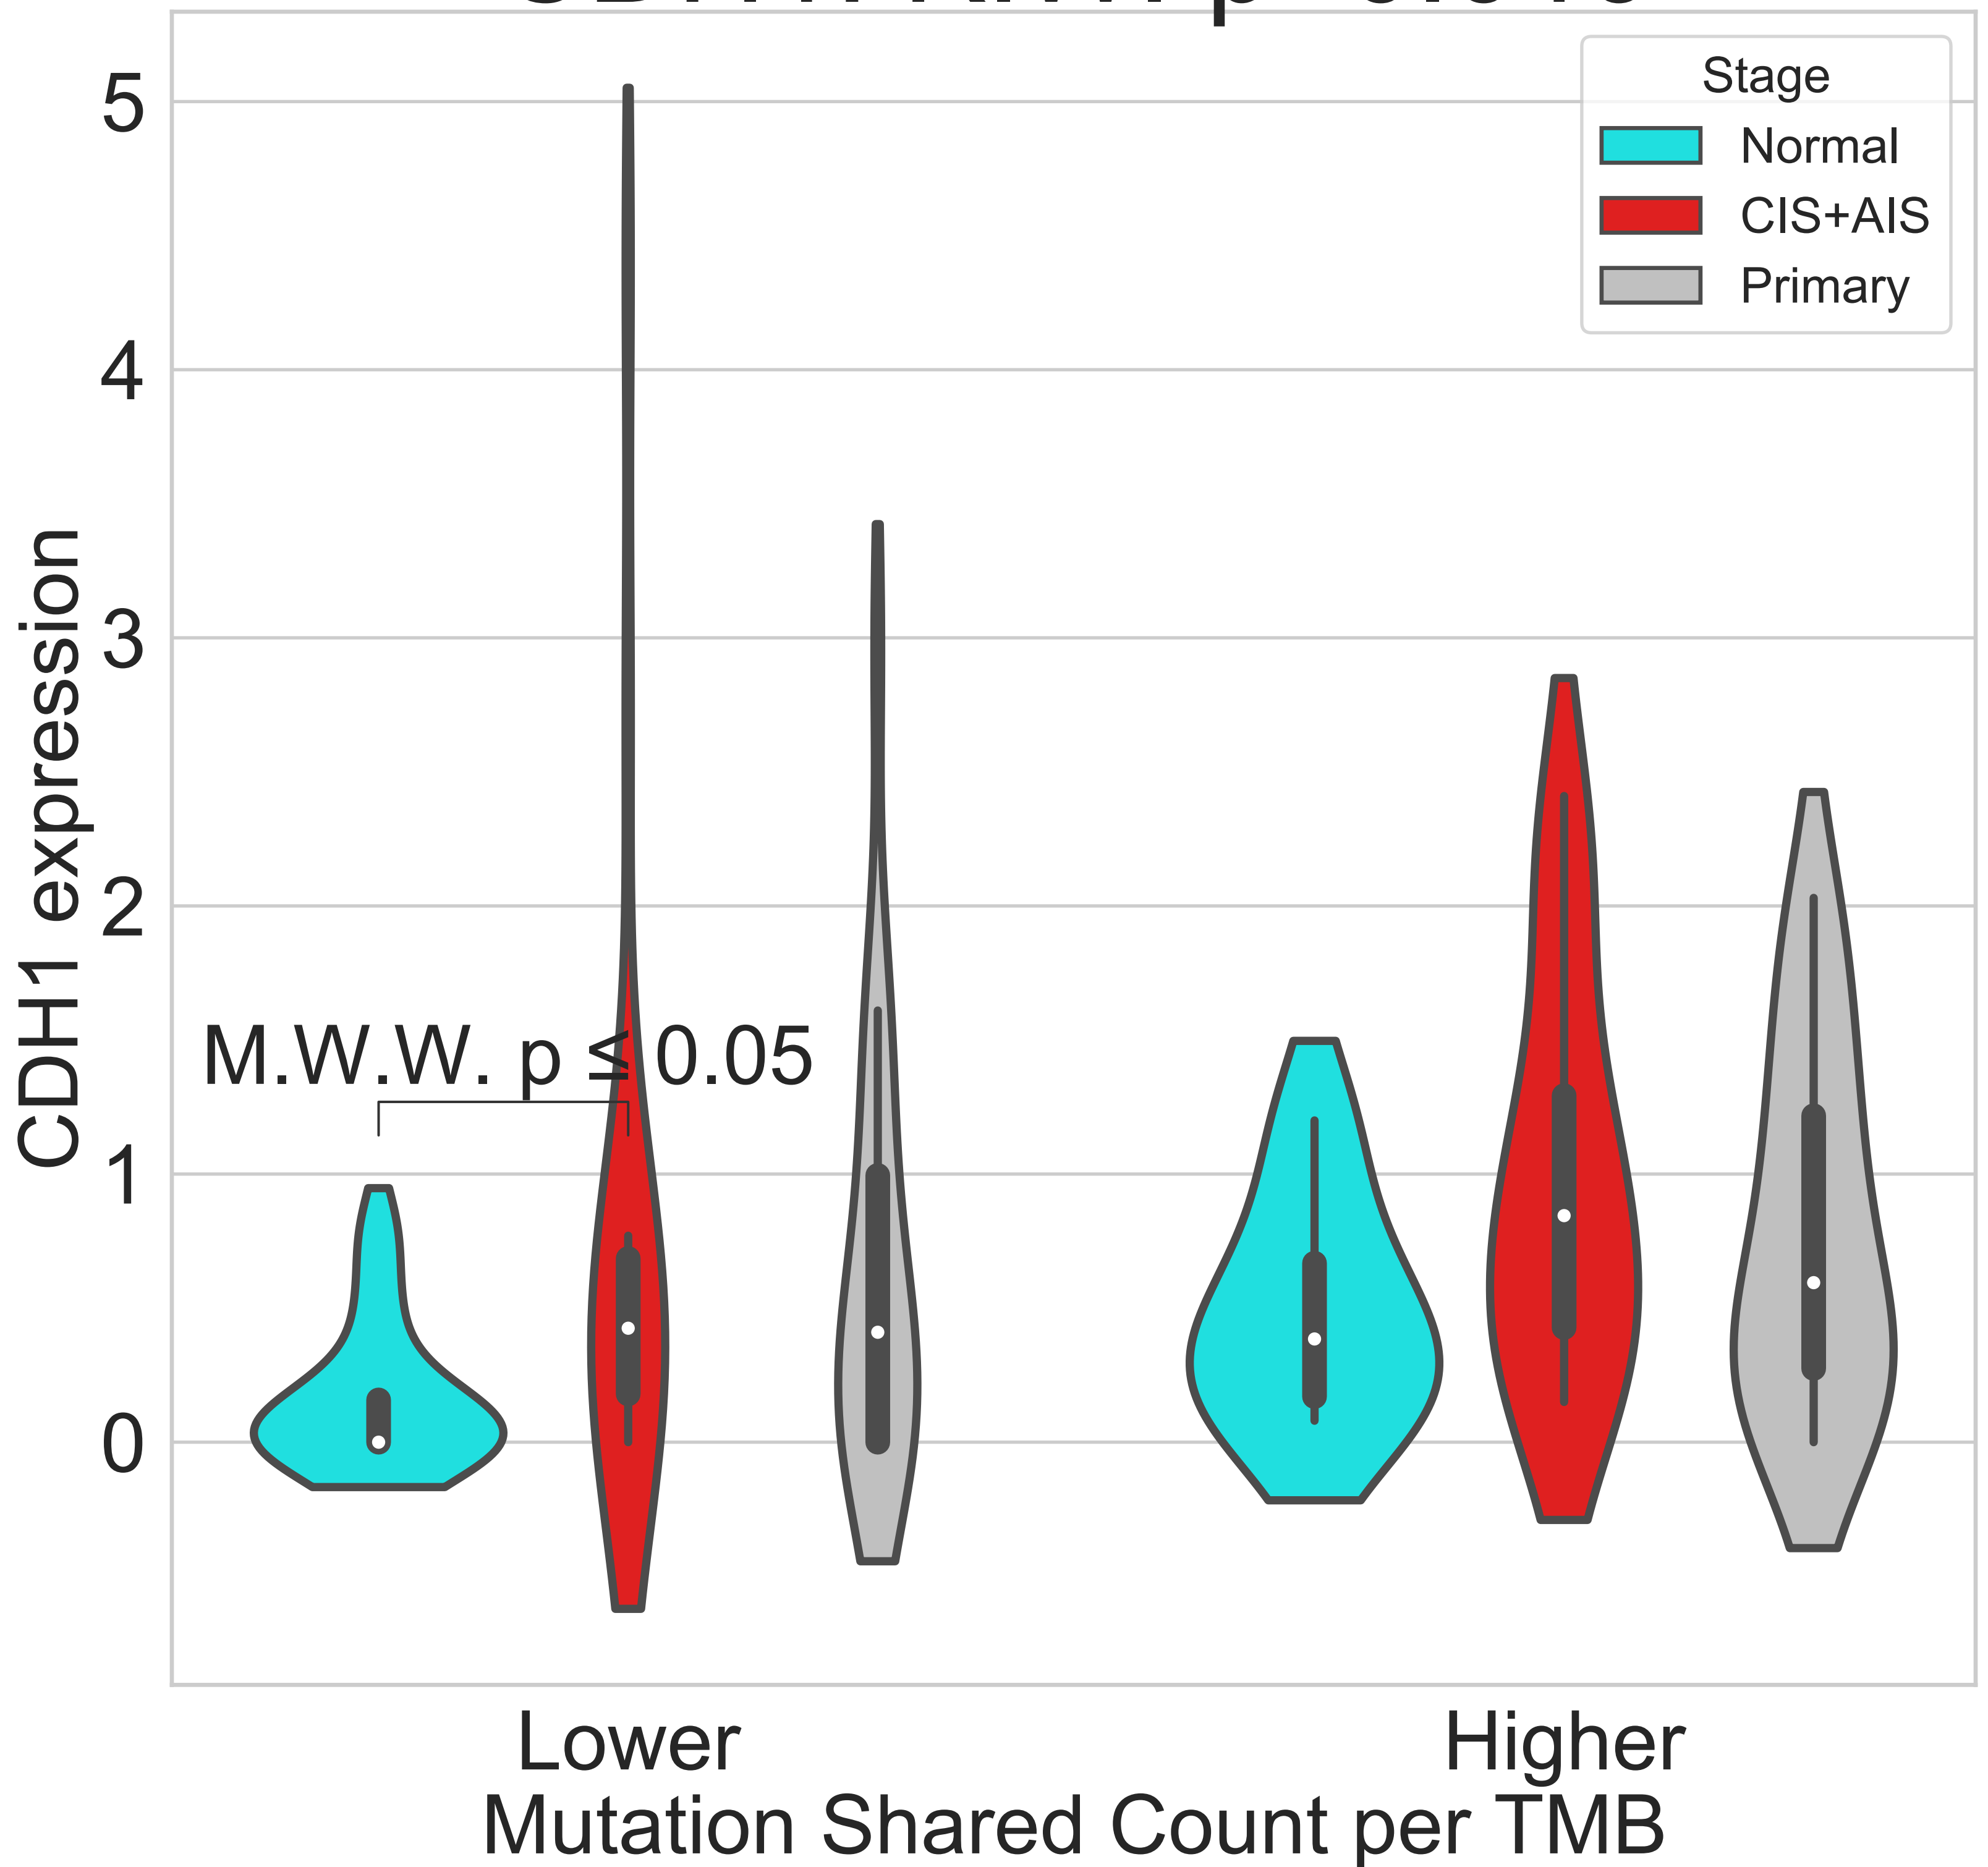 Stage
Normal
CIS+AIS
Primary
5
4
3
2
1
0
CDH1 expression
M.W.W. p ≤ 0.05
Lower
Higher
Mutation Shared Count per TMB